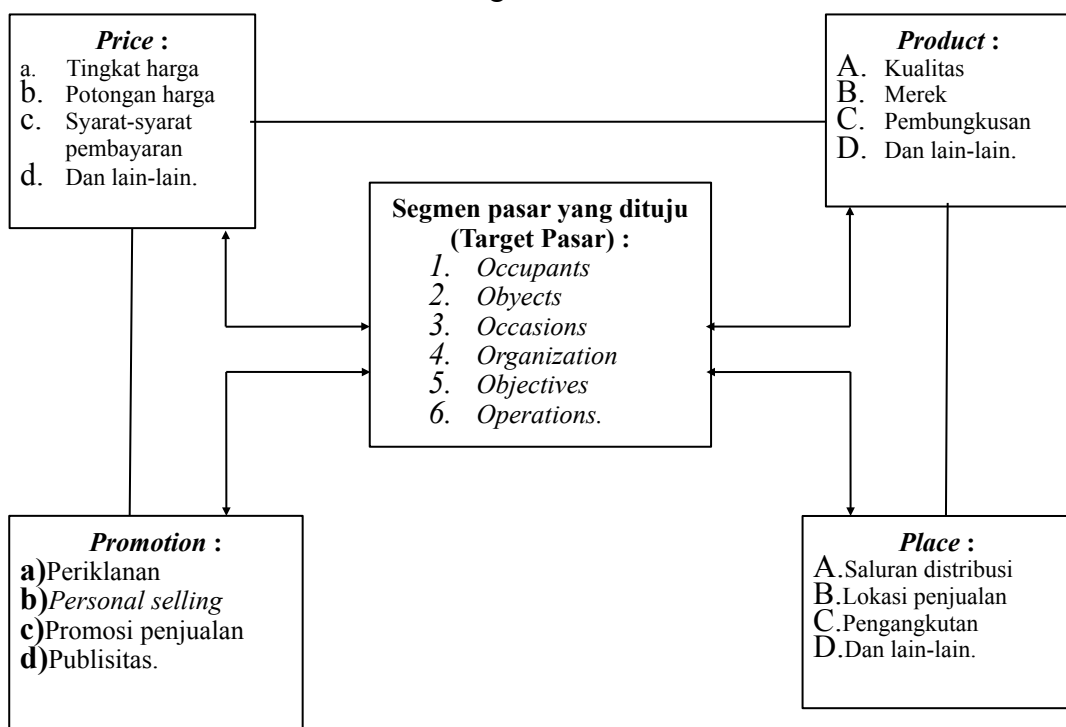 Price :
a. Tingkat harga
b. Potongan harga
c. Syarat-syarat
pembayaran
d. Dan lain-lain.
Product :
A. Kualitas
B. Merek
C. Pembungkusan
D. Dan lain-lain.
Segmen pasar yang dituju
(Target Pasar) :
1. Occupants
2. Obyects
3. Occasions
4. Organization
5. Objectives
6. Operations.
Promotion :
a)Periklanan
b)Personal selling
c)Promosi penjualan
d)Publisitas.
Place :
A.Saluran distribusi
B.Lokasi penjualan
C.Pengangkutan
D.Dan lain-lain.